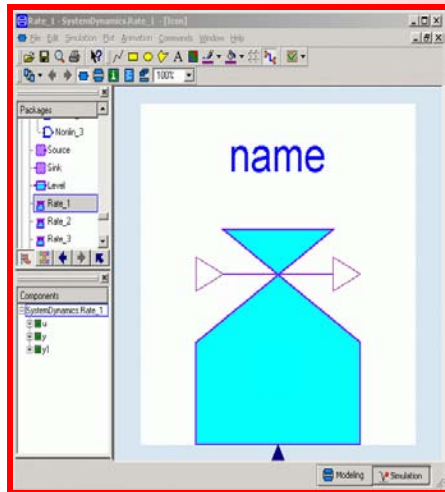 Rate_1 - SystemDynamics.Rate_1 - [Icon]
File Edit Simulation Plot Animation Commands Window Help
100%
Packages
Nonlin_3
Source
Sink
Level
Rate_1
Rate_2
Rate_3
Components
SystemDynamics.Rate_1
u
y
y1
name
Modeling
Simulation